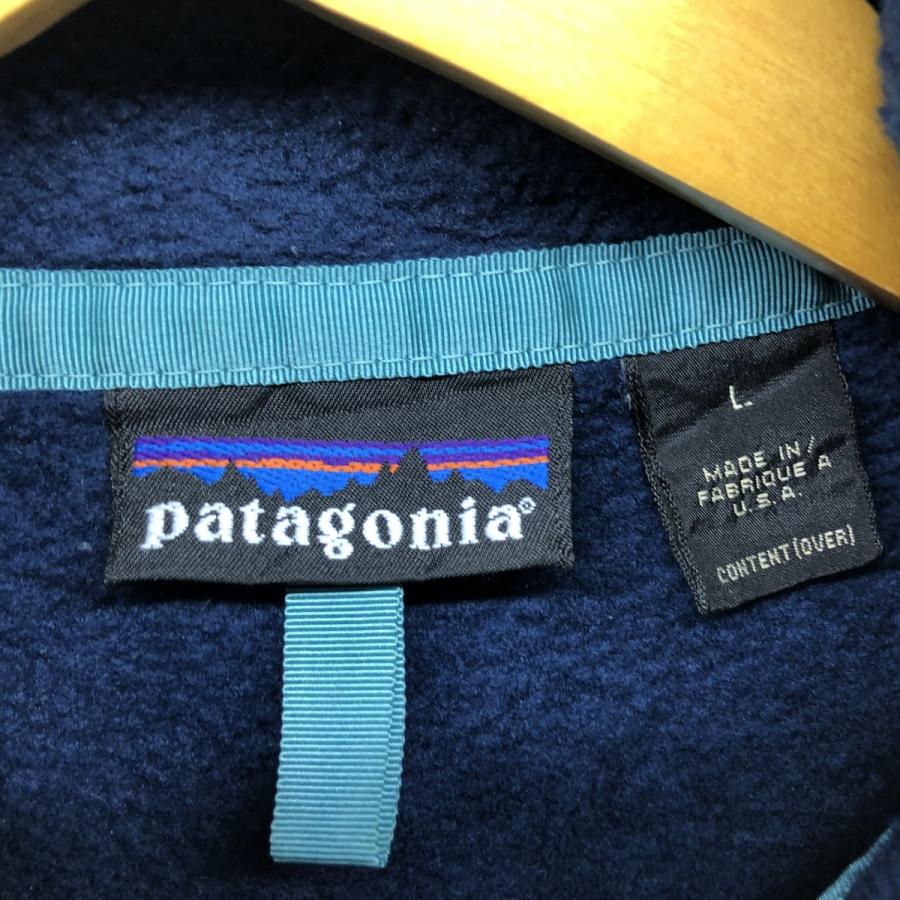 patagonia®
L
MADE IN/
FABRIQUE A
U.S.A.
CONTENT(OVER)